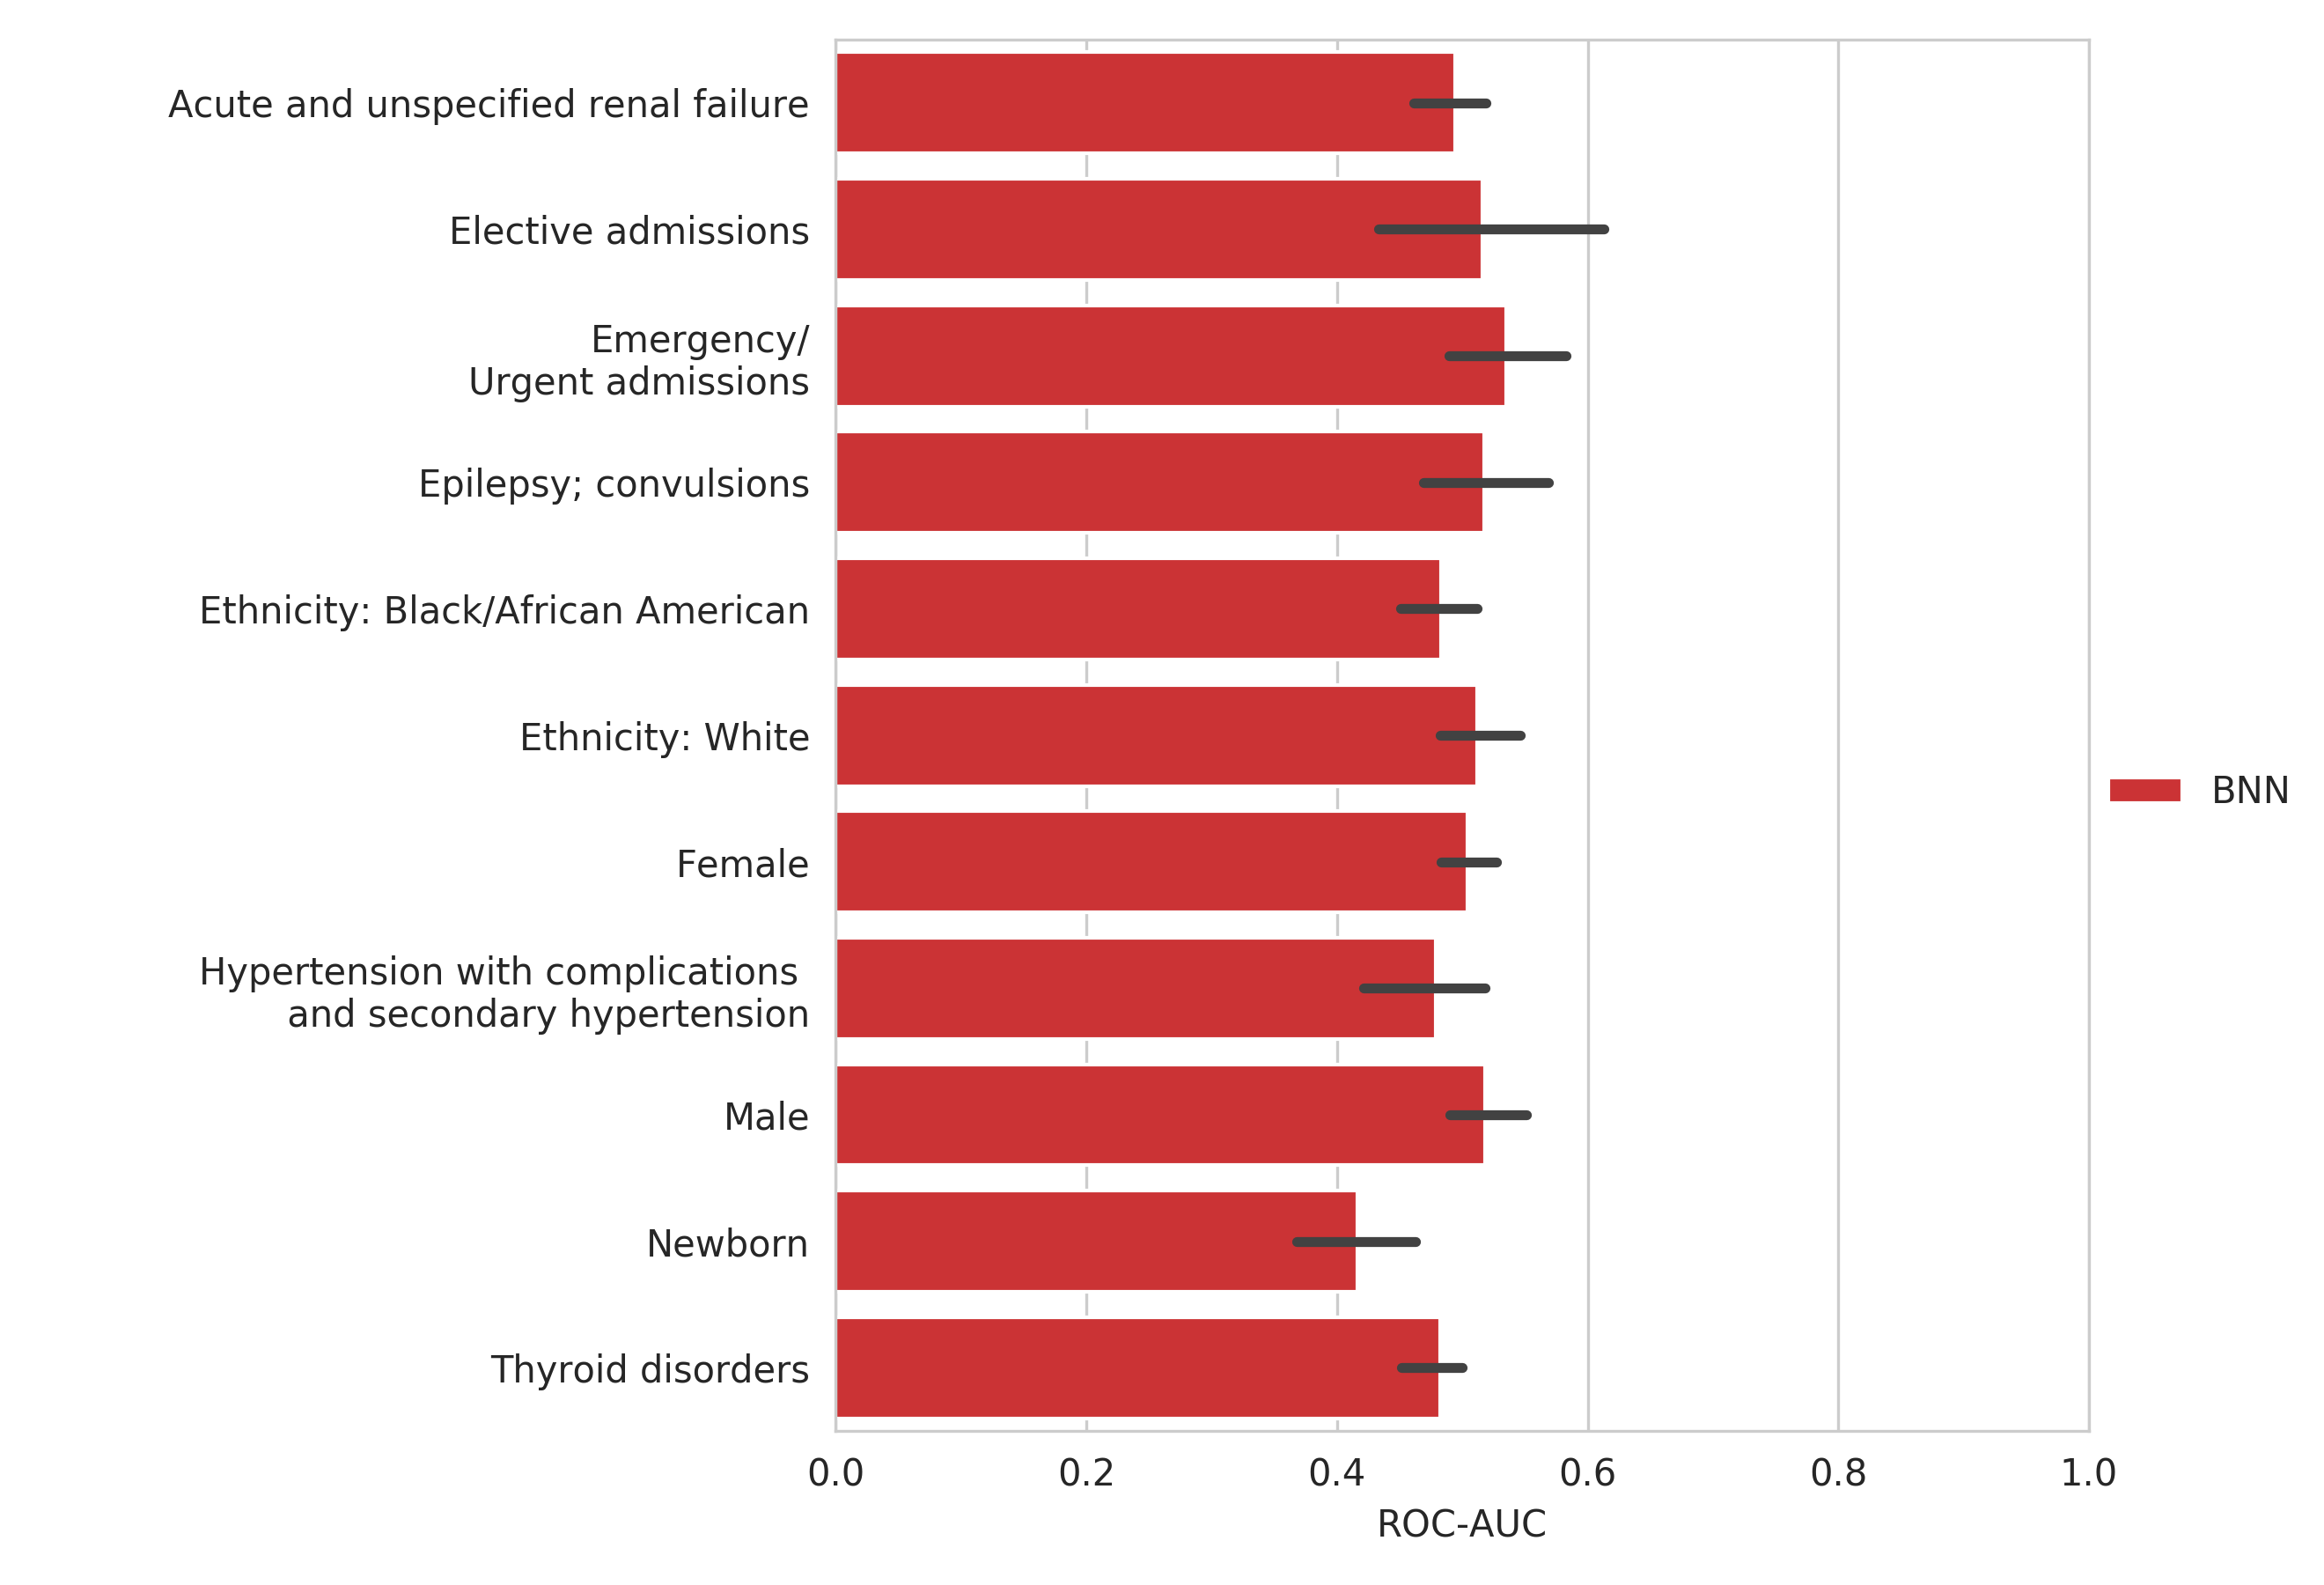 Acute and unspecified renal failure
Elective admissions
Emergency/
Urgent admissions
Epilepsy; convulsions
Ethnicity: Black/African American
Ethnicity: White
Female
Hypertension with complications
and secondary hypertension
Male
Newborn
Thyroid disorders
0.0 0.2 0.4 0.6 0.8 1.0
ROC-AUC
BNN